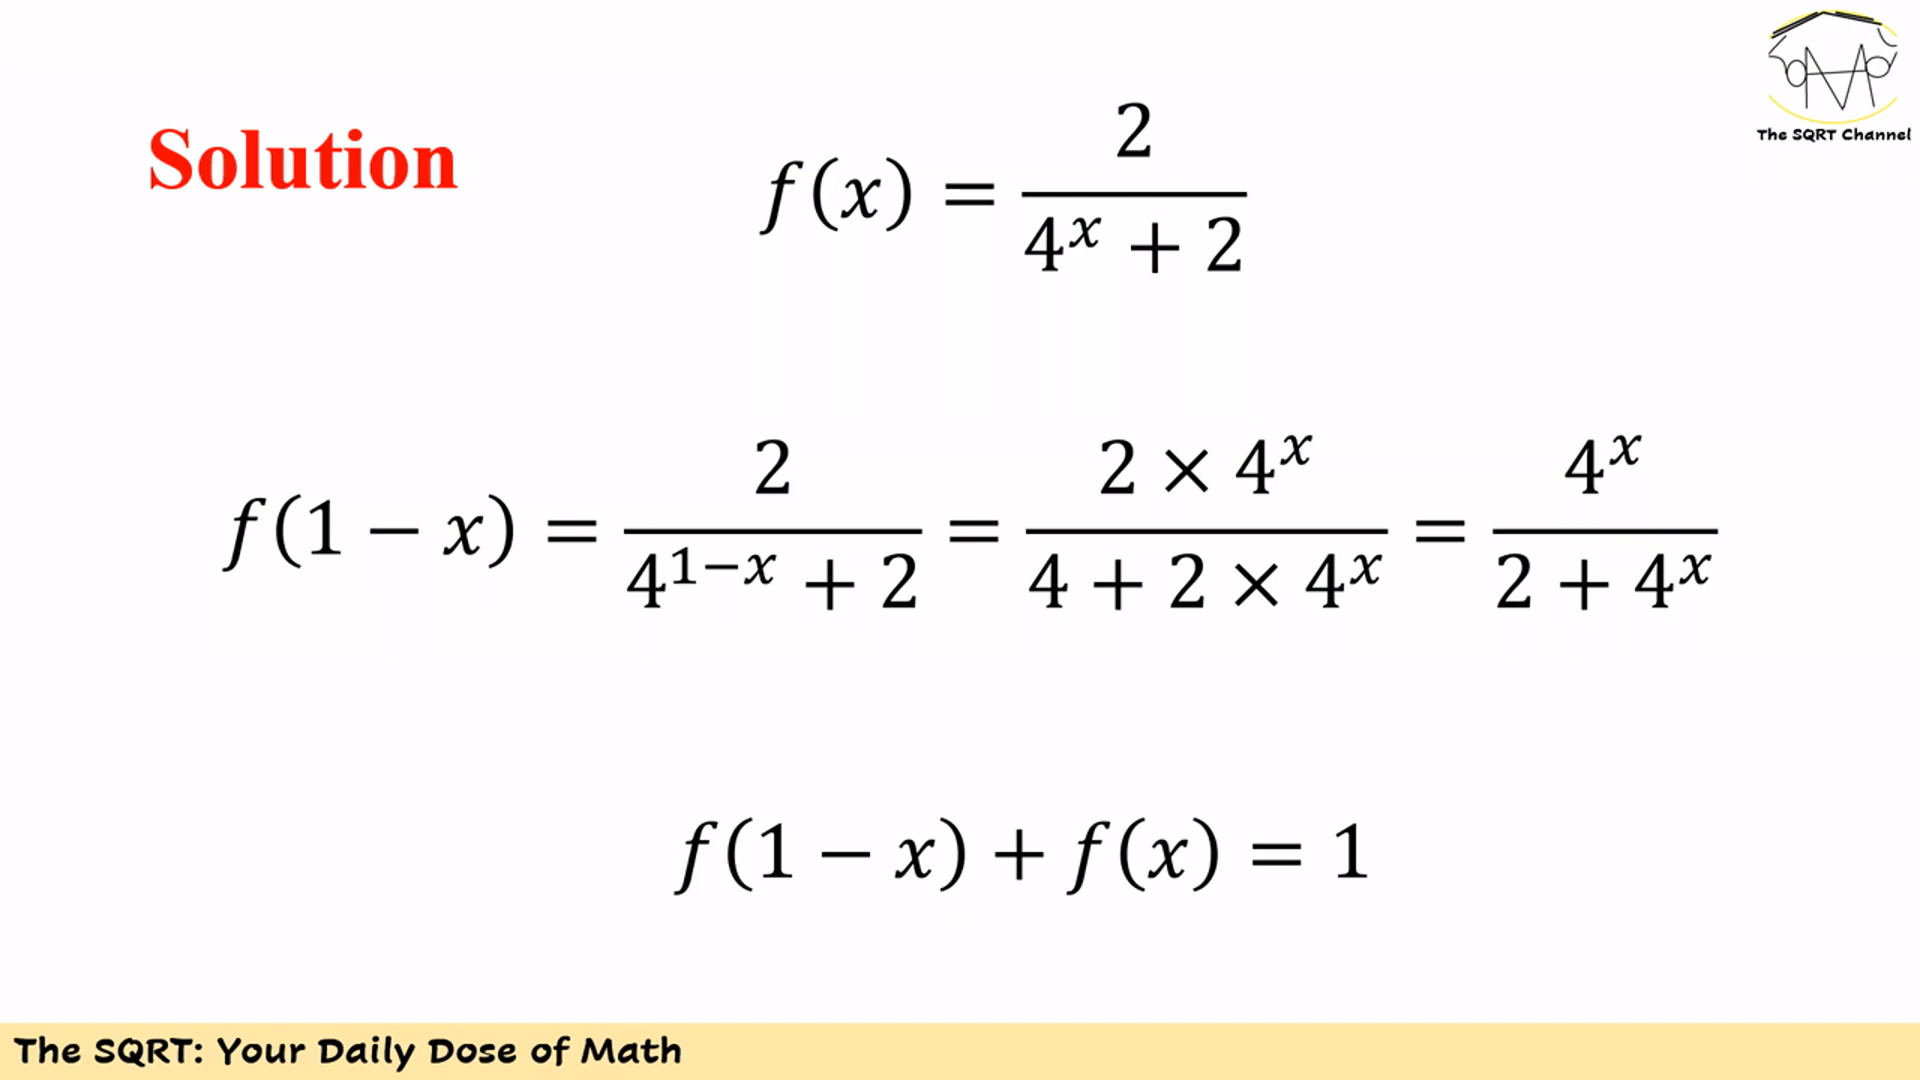 The SQRT Channel
Solution
f(x) = 2 / (4^x + 2)
f(1 − x) = 2 / (4^(1−x) + 2) = (2 × 4^x) / (4 + 2 × 4^x) = 4^x / (2 + 4^x)
f(1 − x) + f(x) = 1
The SQRT: Your Daily Dose of Math